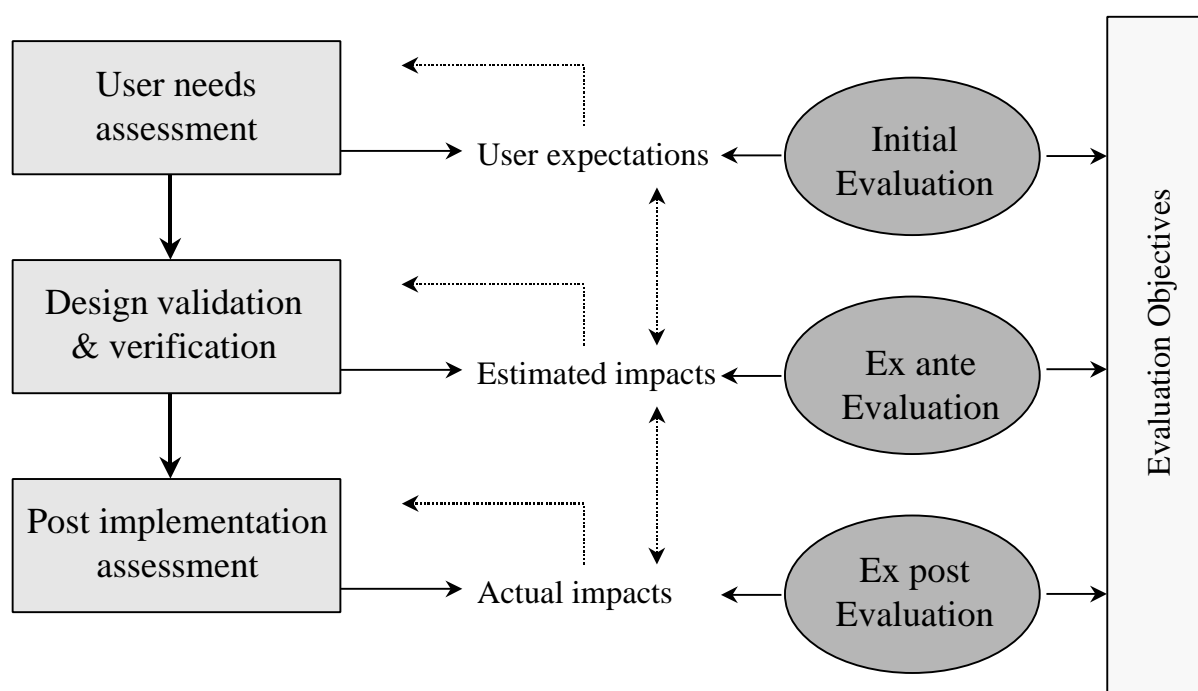 User needs
assessment
User expectations
Initial
Evaluation
Design validation
& verification
Estimated impacts
Ex ante
Evaluation
Post implementation
assessment
Actual impacts
Ex post
Evaluation
Evaluation Objectives